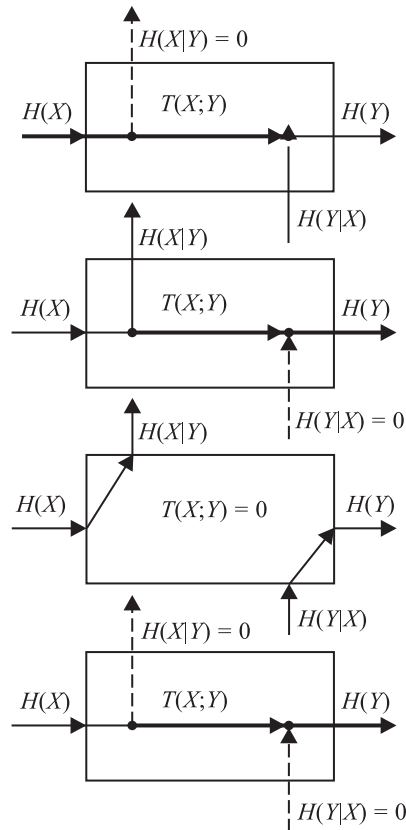 H(X|Y) = 0
H(X)
T(X;Y)
H(Y)
H(Y|X)
H(X|Y)
H(X)
T(X;Y)
H(Y)
H(Y|X) = 0
H(X|Y)
H(X)
T(X;Y) = 0
H(Y)
H(Y|X)
H(X|Y) = 0
H(X)
T(X;Y)
H(Y)
H(Y|X) = 0